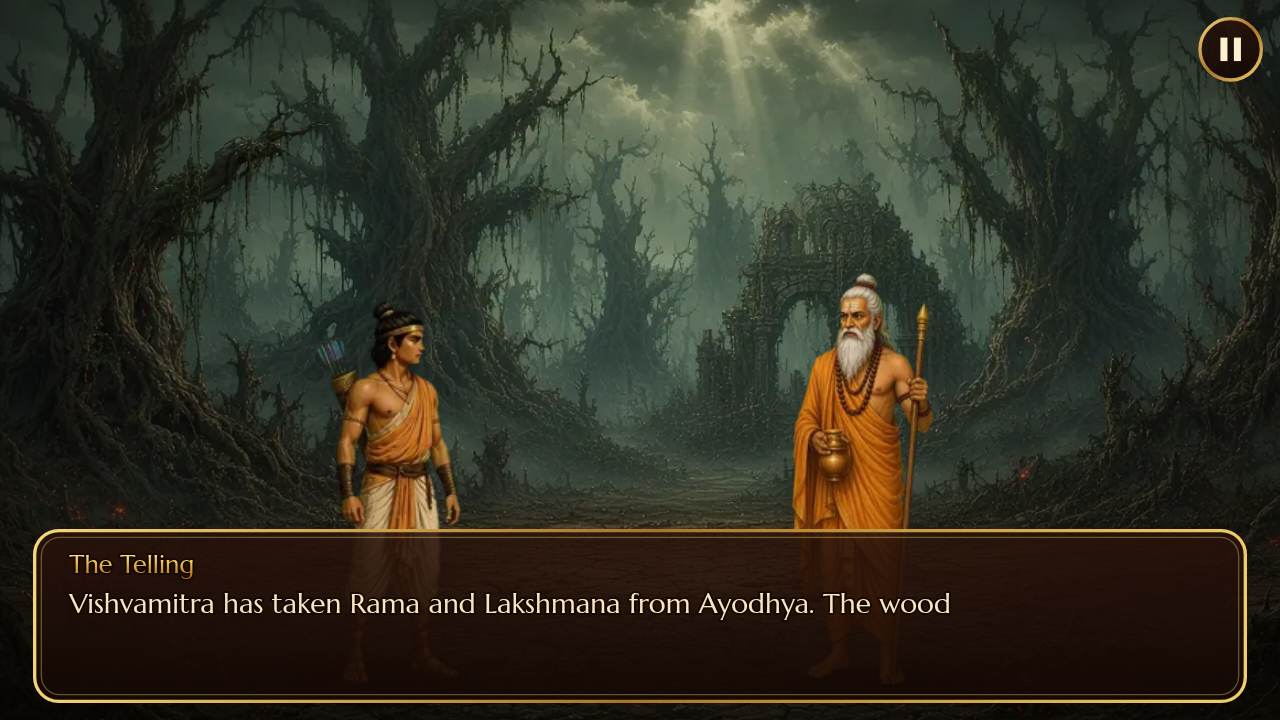 The Telling
Vishvamitra has taken Rama and Lakshmana from Ayodhya. The wood